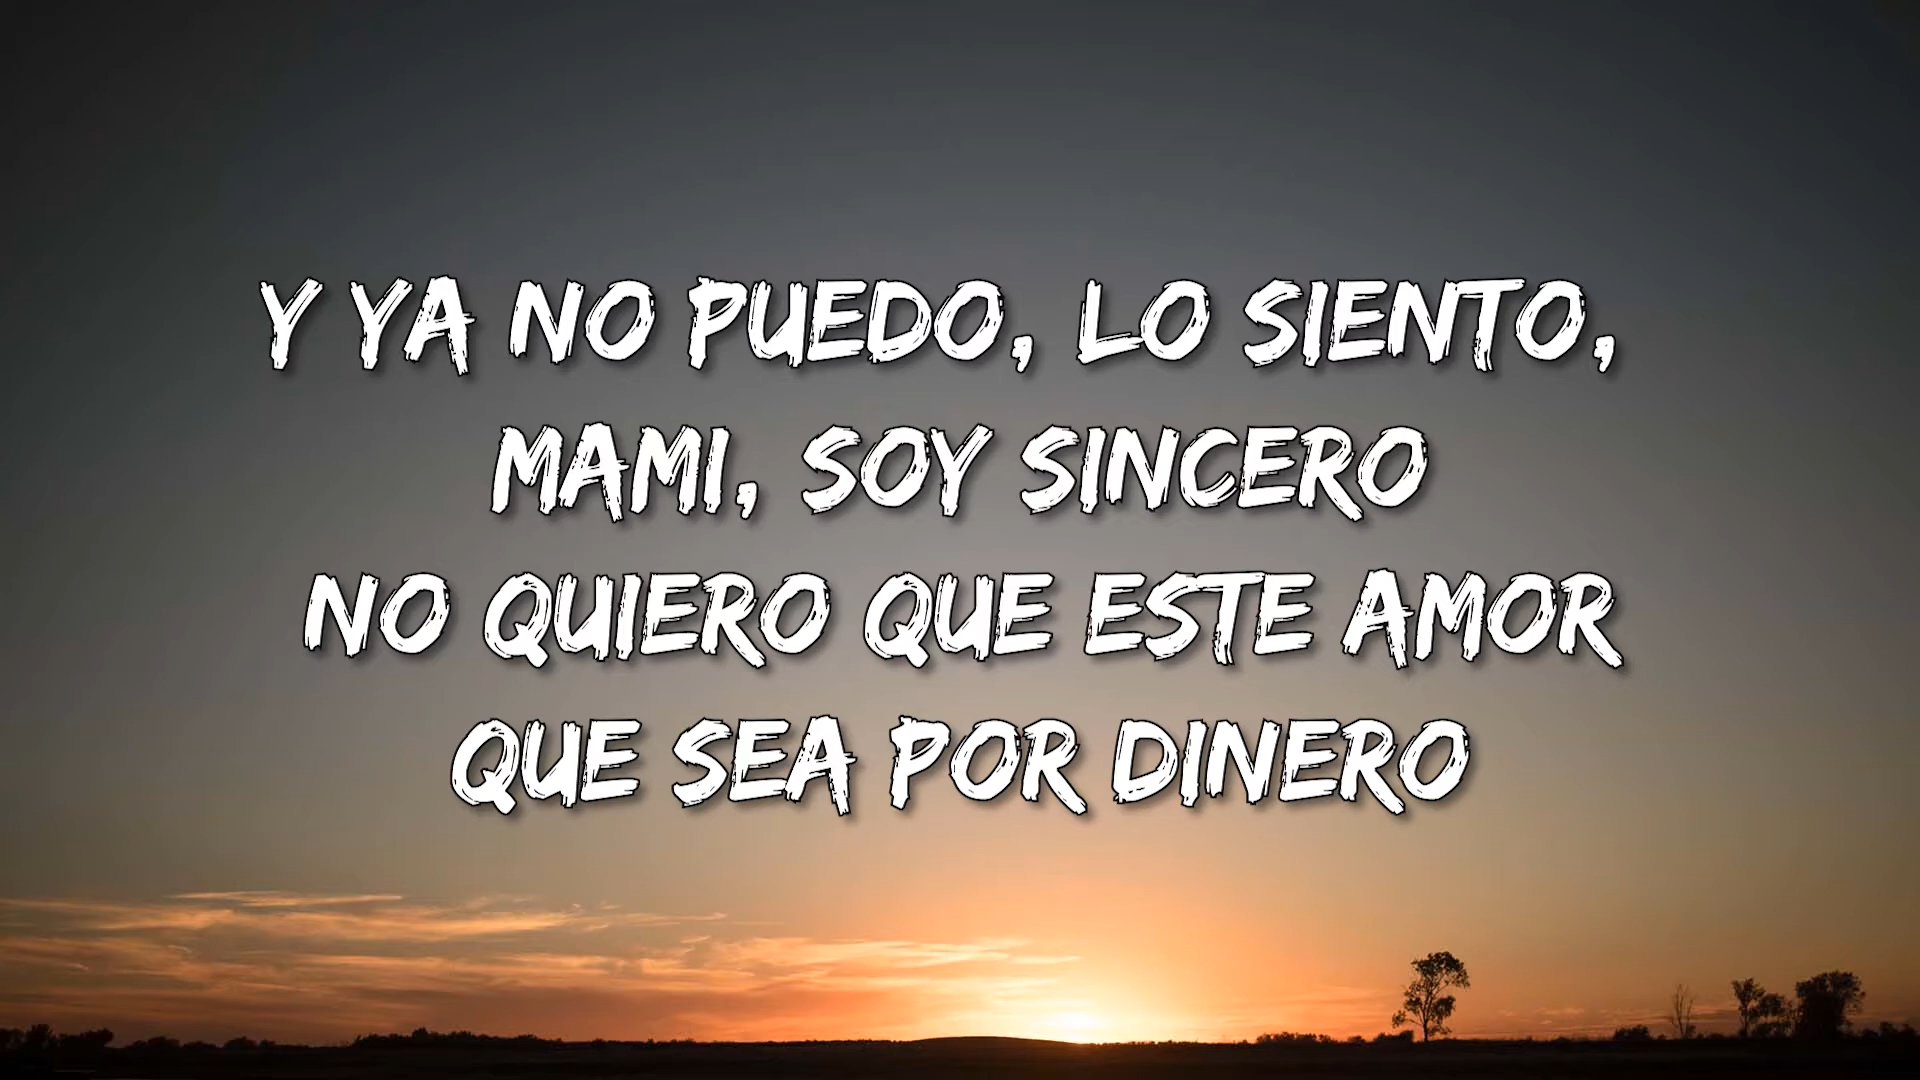 Y YA NO PUEDO, LO SIENTO,
MAMI, SOY SINCERO
NO QUIERO QUE ESTE AMOR
QUE SEA POR DINERO